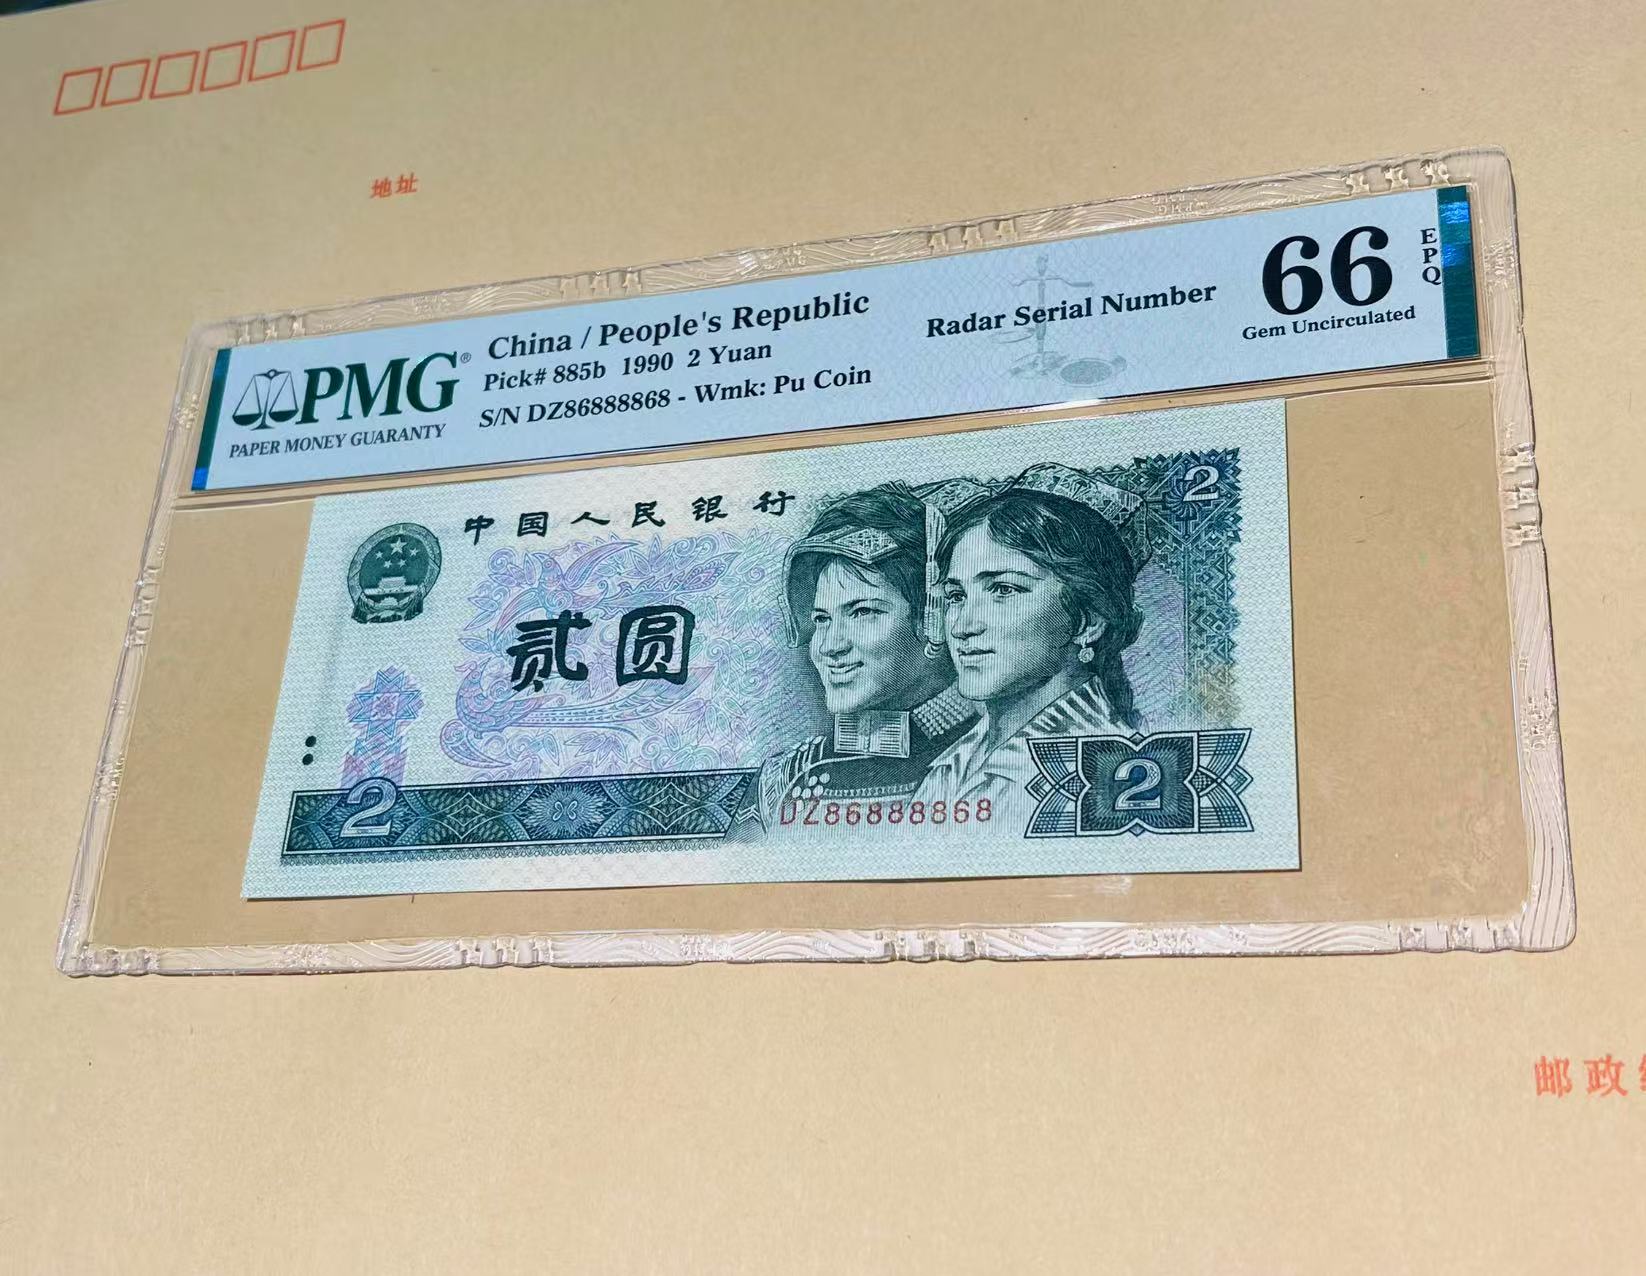 地址
PMG®
PAPER MONEY GUARANTY
China / People's Republic
Pick# 885b 1990 2 Yuan
S/N DZ86888868 - Wmk: Pu Coin
Radar Serial Number
66
EPQ
Gem Uncirculated
中国人民银行
2
贰圆
2
DZ86888868
2
邮政